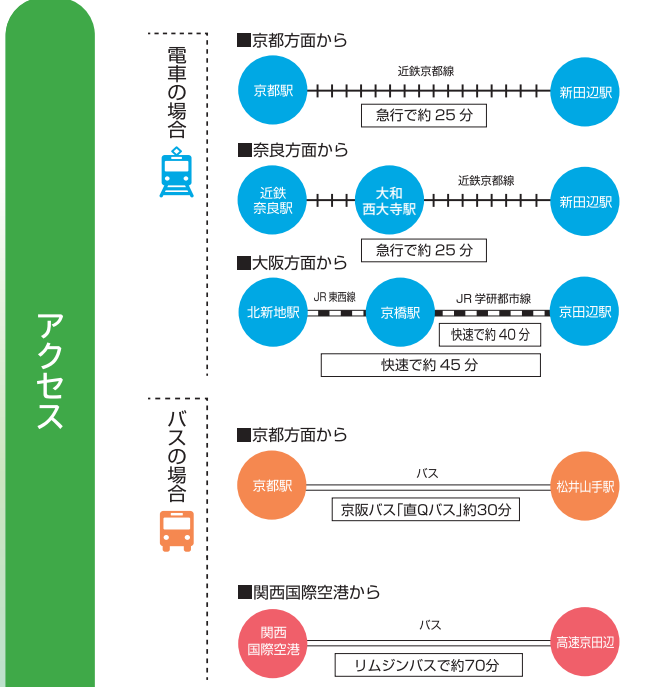 アクセス
電車の場合
■京都方面から
京都駅
近鉄京都線
急行で約25分
新田辺駅
■奈良方面から
近鉄
奈良駅
大和
西大寺駅
近鉄京都線
新田辺駅
急行で約25分
■大阪方面から
北新地駅
JR東西線
京橋駅
JR学研都市線
京田辺駅
快速で約40分
快速で約45分
バスの場合
■京都方面から
京都駅
バス
松井山手駅
京阪バス「直Qバス」約30分
■関西国際空港から
関西
国際空港
バス
高速京田辺
リムジンバスで約70分